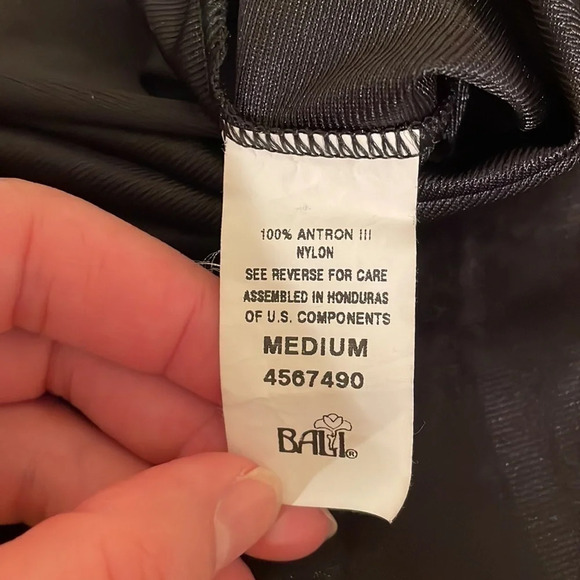 100% ANTRON III
NYLON
SEE REVERSE FOR CARE
ASSEMBLED IN HONDURAS
OF U.S. COMPONENTS
MEDIUM
4567490
BALI®